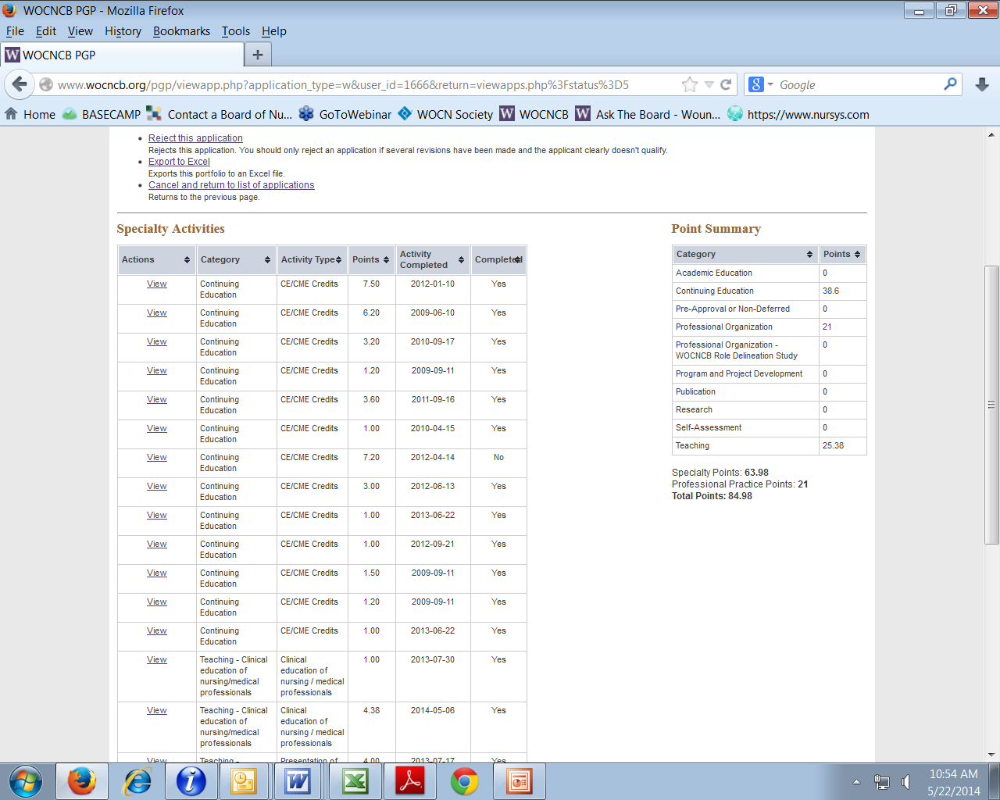 WOCNCB PGP - Mozilla Firefox
File Edit View History Bookmarks Tools Help
WOCNCB PGP
www.wocncb.org/pgp/viewapp.php?application_type=w&user_id=1666&return=viewapps.php%3Fstatus%3D5
Google
Home BASECAMP Contact a Board of Nu... GoToWebinar WOCN Society WOCNCB Ask The Board - Woun... https://www.nursys.com
Reject this application
Rejects this application. You should only reject an application if several revisions have been made and the applicant clearly doesn't qualify.
Export to Excel
Exports this portfolio to an Excel file.
Cancel and return to list of applications
Returns to the previous page.
Specialty Activities
Actions Category Activity Type Points Activity Completed Completed
View Continuing Education CE/CME Credits 7.50 2012-01-10 Yes
View Continuing Education CE/CME Credits 6.20 2009-06-10 Yes
View Continuing Education CE/CME Credits 3.20 2010-09-17 Yes
View Continuing Education CE/CME Credits 1.20 2009-09-11 Yes
View Continuing Education CE/CME Credits 3.60 2011-09-16 Yes
View Continuing Education CE/CME Credits 1.00 2010-04-15 Yes
View Continuing Education CE/CME Credits 7.20 2012-04-14 No
View Continuing Education CE/CME Credits 3.00 2012-06-13 Yes
View Continuing Education CE/CME Credits 1.00 2013-06-22 Yes
View Continuing Education CE/CME Credits 1.00 2012-09-21 Yes
View Continuing Education CE/CME Credits 1.50 2009-09-11 Yes
View Continuing Education CE/CME Credits 1.20 2009-09-11 Yes
View Continuing Education CE/CME Credits 1.00 2013-06-22 Yes
View Teaching - Clinical education of nursing/medical professionals Clinical education of nursing / medical professionals 1.00 2013-07-30 Yes
View Teaching - Clinical education of nursing/medical professionals Clinical education of nursing / medical professionals 4.38 2014-05-06 Yes
View Teaching - Presentation of 4.00 2013-07-17 Yes
Point Summary
Category Points
Academic Education 0
Continuing Education 38.6
Pre-Approval or Non-Deferred 0
Professional Organization 21
Professional Organization - WOCNCB Role Delineation Study 0
Program and Project Development 0
Publication 0
Research 0
Self-Assessment 0
Teaching 25.38
Specialty Points: 63.98
Professional Practice Points: 21
Total Points: 84.98
10:54 AM
5/22/2014